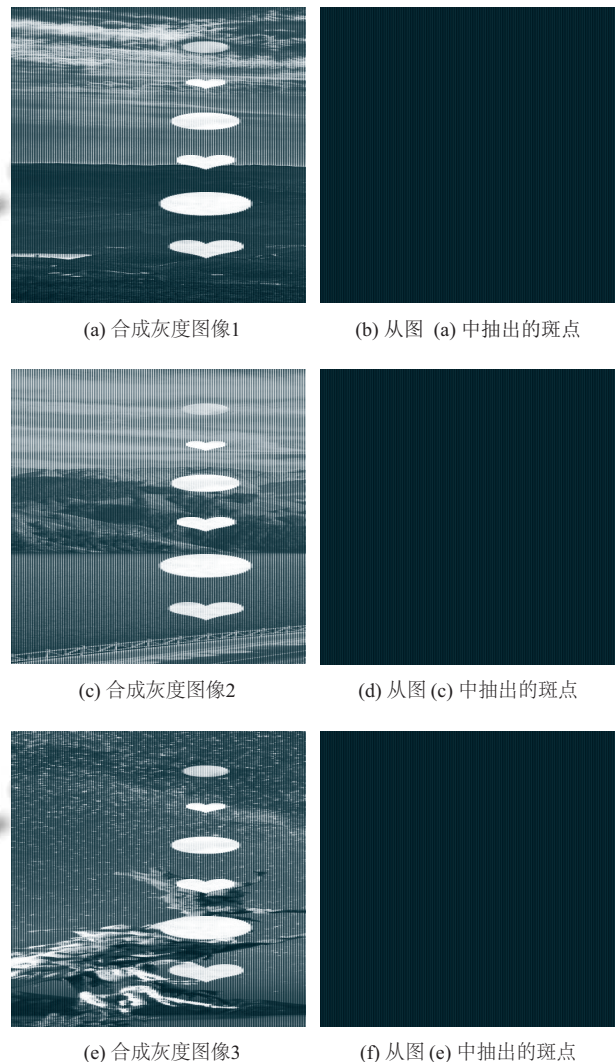 (a) 合成灰度图像1
(b) 从图 (a) 中抽出的斑点
(c) 合成灰度图像2
(d) 从图 (c) 中抽出的斑点
(e) 合成灰度图像3
(f) 从图 (e) 中抽出的斑点